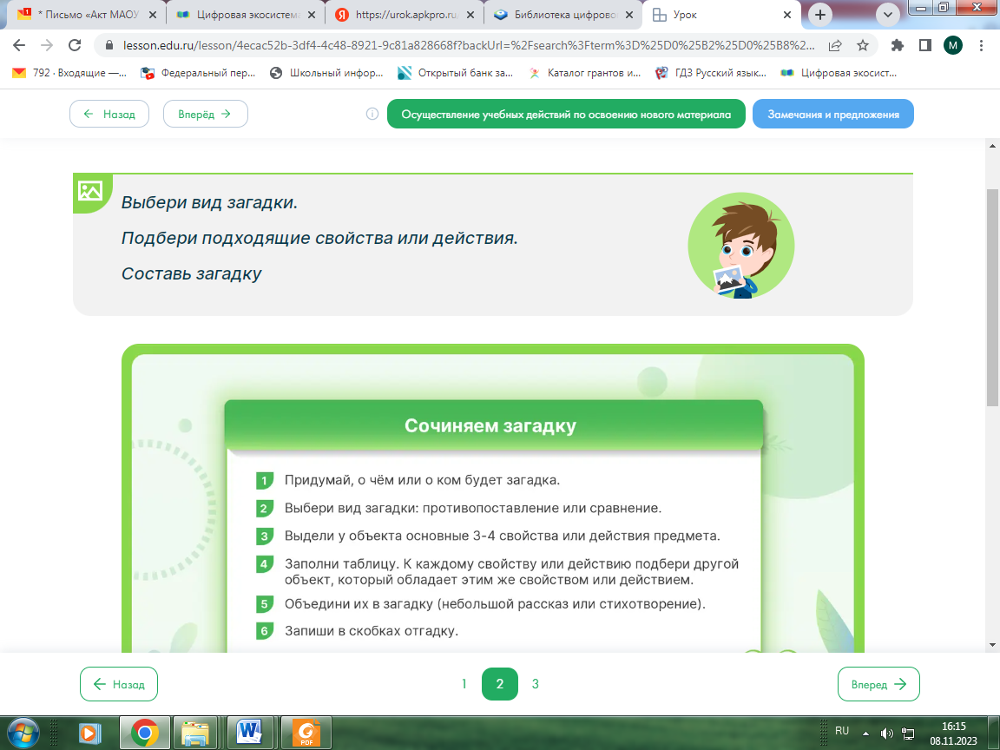 * Письмо «Акт МАОУ
Цифровая экосистема
https://urok.apkpro.ru
Библиотека цифрово
Урок
lesson.edu.ru/lesson/4ecac52b-3df4-4c48-8921-9c81a828668f?backUrl=%2Fsearch%3Fterm%3D%25D0%25B2%25D0%25B8%2...
M
792 · Входящие —...
Федеральный пер...
Школьный инфор...
Открытый банк за...
Каталог грантов и...
ГДЗ Русский язык...
Цифровая экосист...
Назад
Вперёд
Осуществление учебных действий по освоению нового материала
Замечания и предложения
Выбери вид загадки.
Подбери подходящие свойства или действия.
Составь загадку
Сочиняем загадку
1 Придумай, о чём или о ком будет загадка.
2 Выбери вид загадки: противопоставление или сравнение.
3 Выдели у объекта основные 3-4 свойства или действия предмета.
4 Заполни таблицу. К каждому свойству или действию подбери другой
объект, который обладает этим же свойством или действием.
5 Объедини их в загадку (небольшой рассказ или стихотворение).
6 Запиши в скобках отгадку.
Назад
1 2 3
Вперед
RU
16:15
08.11.2023